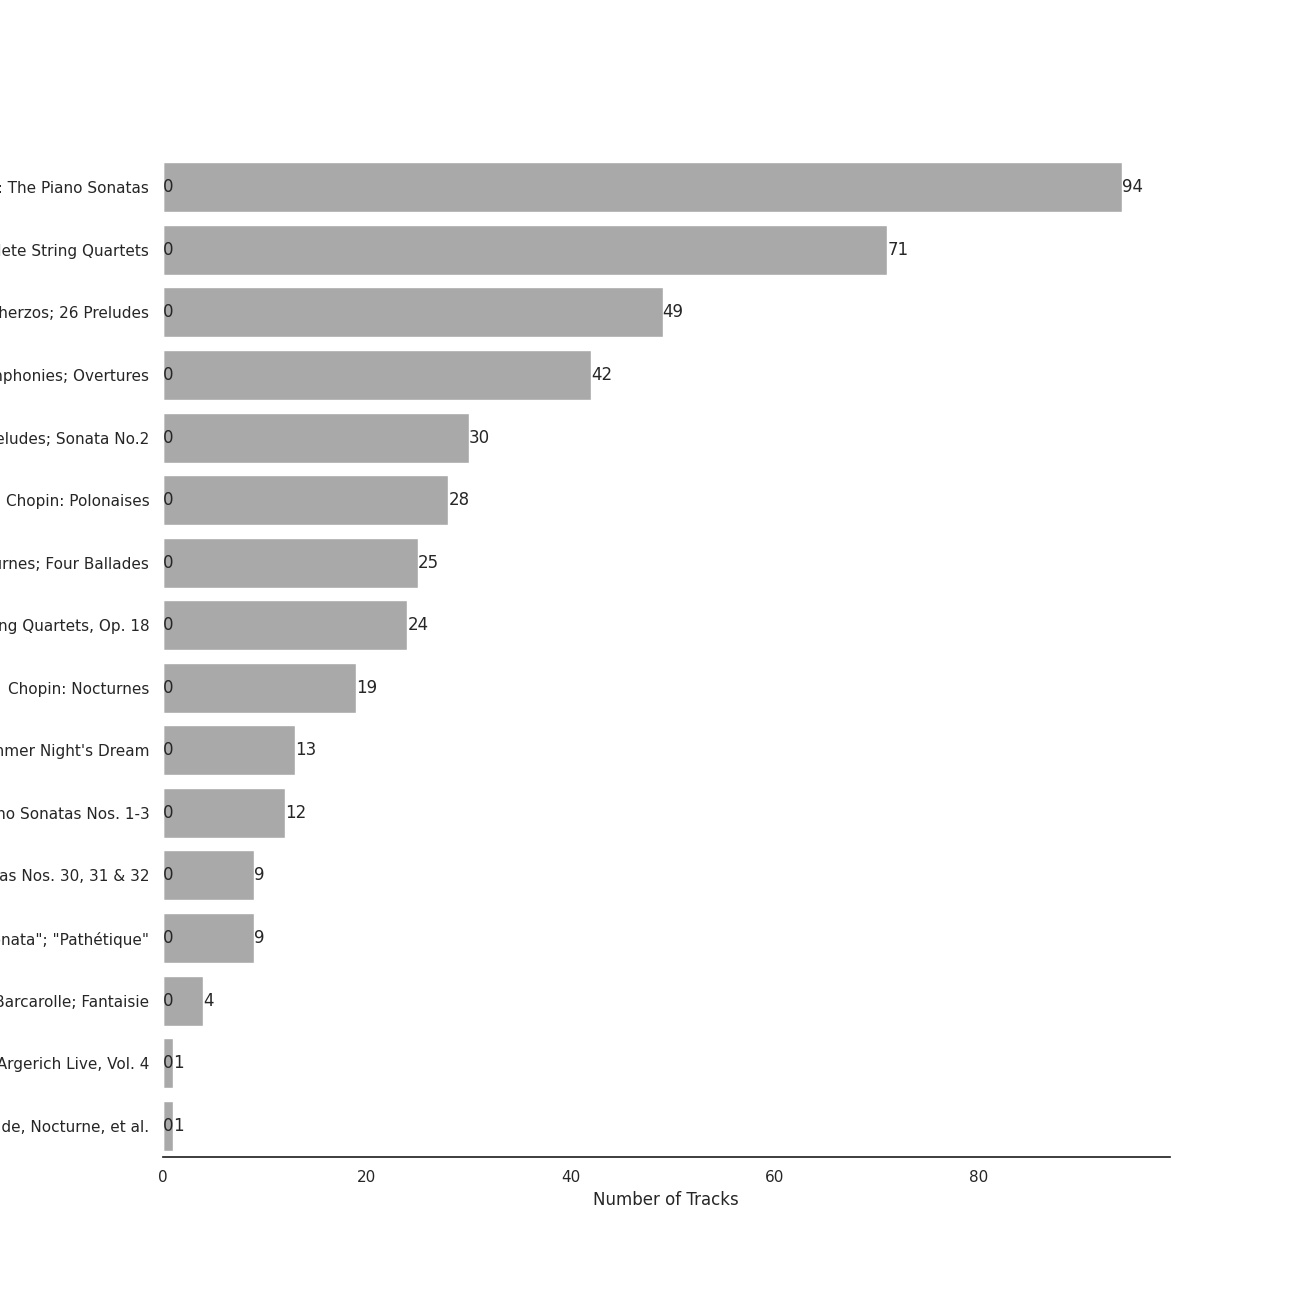 : The Piano Sonatas 0 94
ete String Quartets 0 71
herzos; 26 Preludes 0 49
phonies; Overtures 0 42
eludes; Sonata No.2 0 30
Chopin: Polonaises 0 28
rnes; Four Ballades 0 25
ng Quartets, Op. 18 0 24
Chopin: Nocturnes 0 19
mer Night's Dream 0 13
no Sonatas Nos. 1-3 0 12
as Nos. 30, 31 & 32 0 9
nata"; "Pathétique" 0 9
Barcarolle; Fantaisie 0 4
Argerich Live, Vol. 4 0 1
de, Nocturne, et al. 0 1
0 20 40 60 80
Number of Tracks